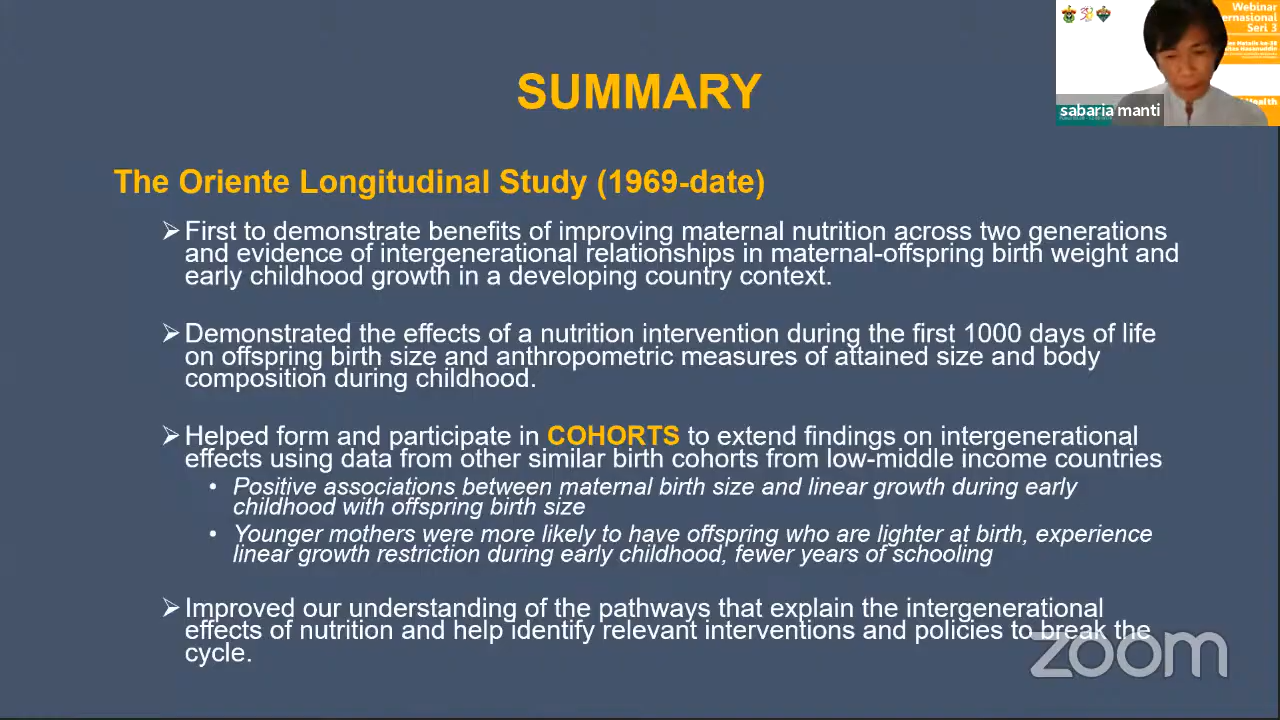 SUMMARY
Webinar
ernasional
Seri 3
sabaria manti
The Oriente Longitudinal Study (1969-date)
➢ First to demonstrate benefits of improving maternal nutrition across two generations
and evidence of intergenerational relationships in maternal-offspring birth weight and
early childhood growth in a developing country context.
➢ Demonstrated the effects of a nutrition intervention during the first 1000 days of life
on offspring birth size and anthropometric measures of attained size and body
composition during childhood.
➢ Helped form and participate in COHORTS to extend findings on intergenerational
effects using data from other similar birth cohorts from low-middle income countries
• Positive associations between maternal birth size and linear growth during early
childhood with offspring birth size
• Younger mothers were more likely to have offspring who are lighter at birth, experience
linear growth restriction during early childhood, fewer years of schooling
➢ Improved our understanding of the pathways that explain the intergenerational
effects of nutrition and help identify relevant interventions and policies to break the
cycle.
zoom